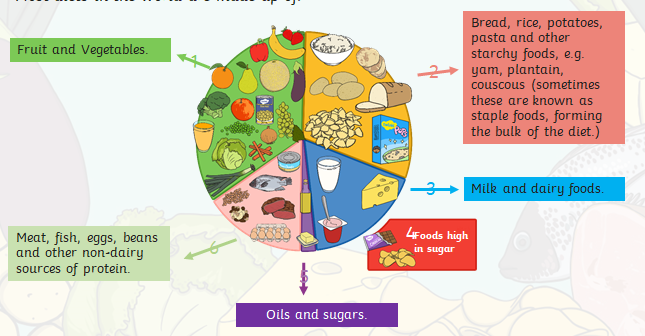 Fruit and Vegetables.
1
Bread, rice, potatoes,
pasta and other
starchy foods, e.g.
yam, plantain,
couscous (sometimes
these are known as
staple foods, forming
the bulk of the diet.)
2
Milk and dairy foods.
3
4
Foods high
in sugar
Oils and sugars.
5
Meat, fish, eggs, beans
and other non-dairy
sources of protein.
6